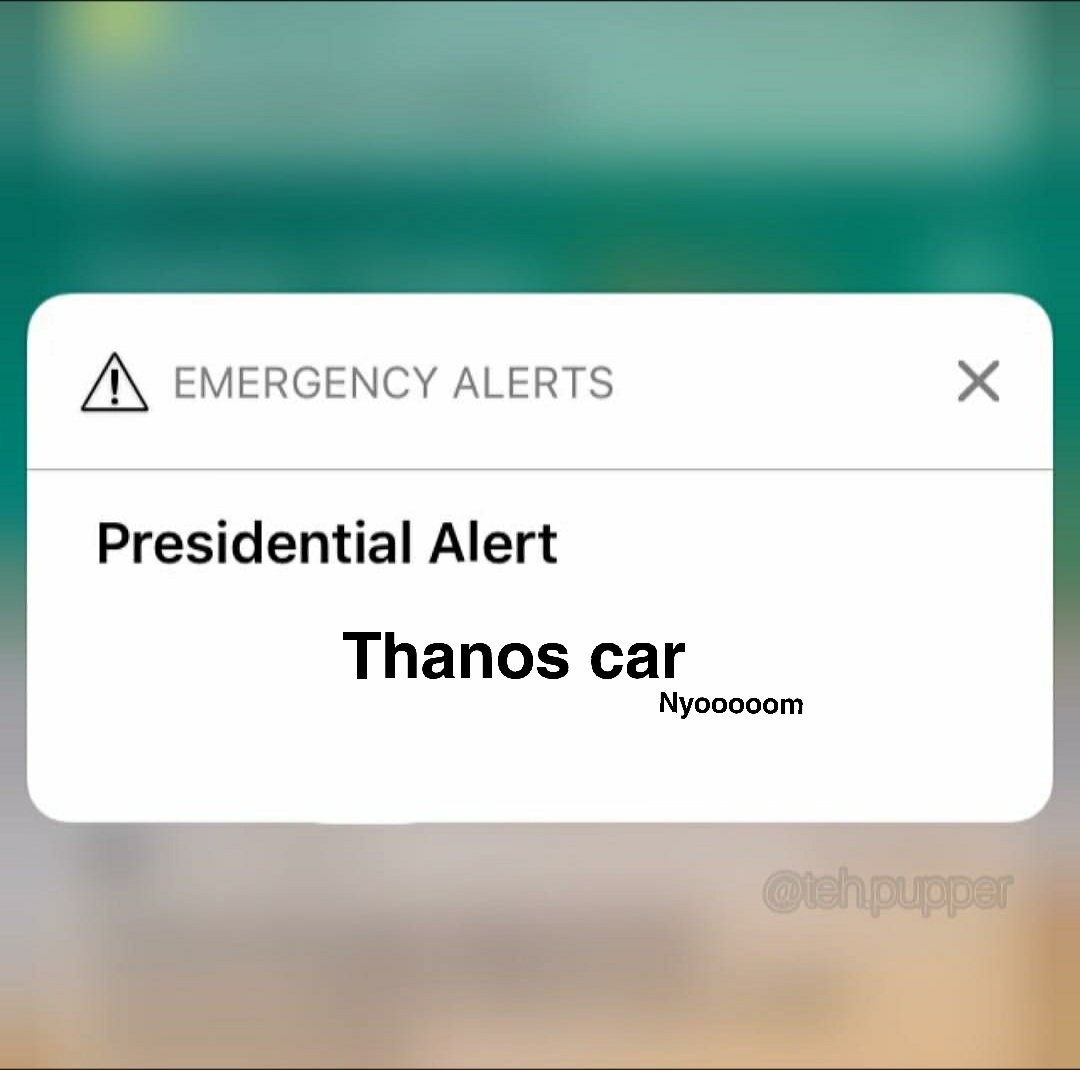 EMERGENCY ALERTS
Presidential Alert
Thanos car
Nyooooom
@teh.pupper